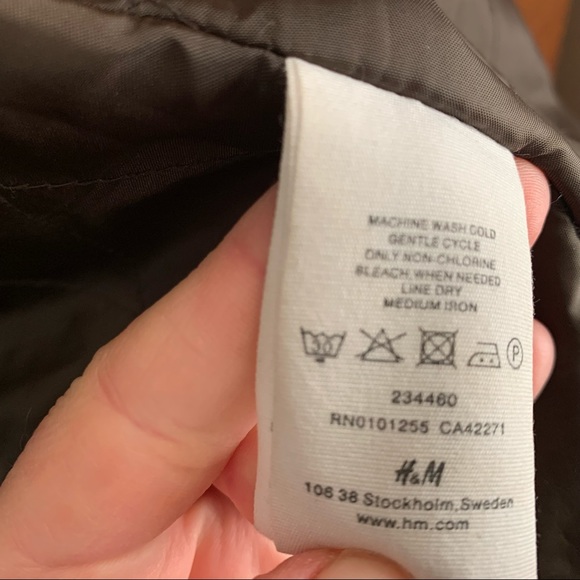 MACHINE WASH COLD
GENTLE CYCLE
ONLY NON-CHLORINE
BLEACH, WHEN NEEDED
LINE DRY
MEDIUM IRON
30 P
234460
RN0101255 CA42271
H&M
106 38 Stockholm, Sweden
www.hm.com